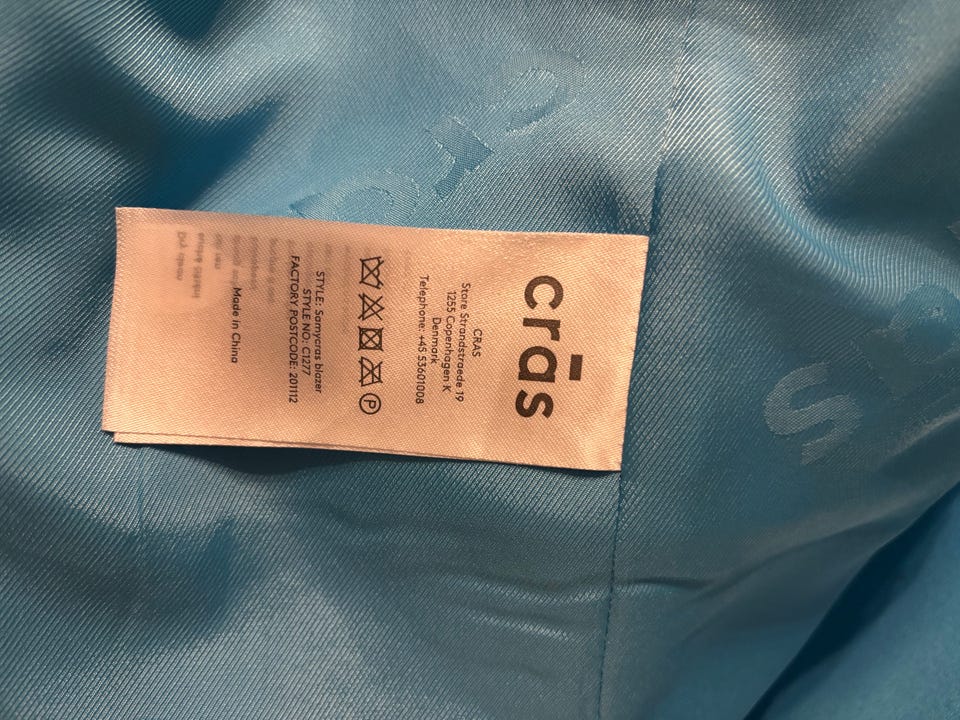 crās
CRAS
Store Strandstraede 19
1255 Copenhagen K
Denmark
Telephone: +45 53601008
P
STYLE: Samycras blazer
STYLE NO: C1277
FACTORY POSTCODE: 201112
Made in China
S